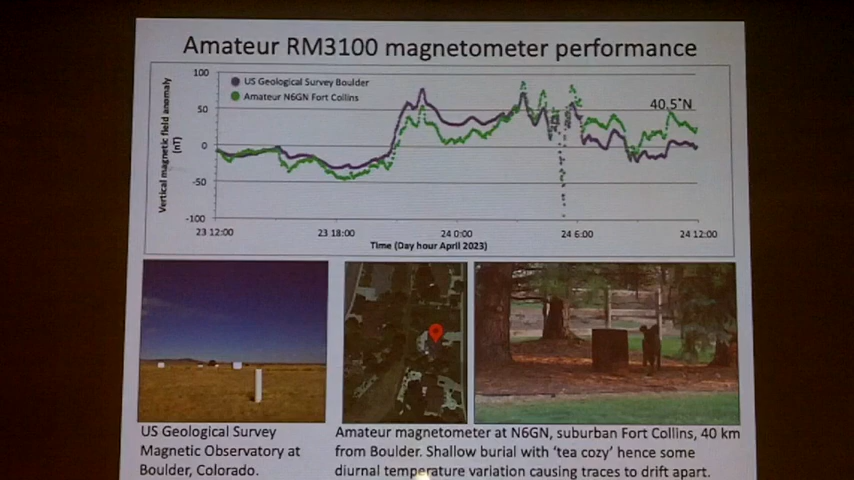 Amateur RM3100 magnetometer performance
US Geological Survey Boulder
Amateur N6GN Fort Collins
40.5°N
Vertical magnetic field anomaly
(nT)
100
50
0
-50
-100
23 12:00
23 18:00
24 0:00
24 6:00
24 12:00
Time (Day hour April 2023)
US Geological Survey
Magnetic Observatory at
Boulder, Colorado.
Amateur magnetometer at N6GN, suburban Fort Collins, 40 km
from Boulder. Shallow burial with 'tea cozy' hence some
diurnal temperature variation causing traces to drift apart.